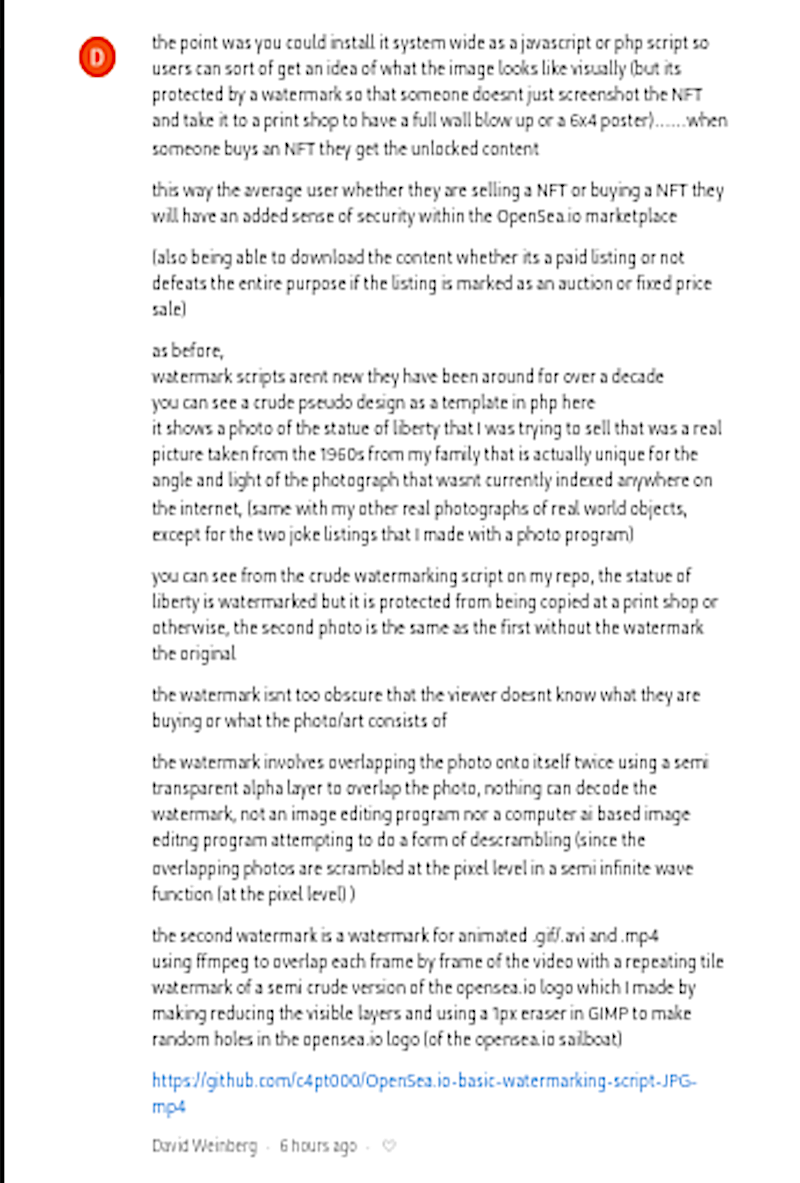 D
the point was you could install it system wide as a javascript or php script so
users can sort of get an idea of what the image looks like visually (but its
protected by a watermark so that someone doesnt just screenshot the NFT
and take it to a print shop to have a full wall blow up or a 6x4 poster)......when
someone buys an NFT they get the unlocked content
this way the average user whether they are selling a NFT or buying a NFT they
will have an added sense of security within the OpenSea.io marketplace
(also being able to download the content whether its a paid listing or not
defeats the entire purpose if the listing is marked as an auction or fixed price
sale)
as before,
watermark scripts arent new they have been around for over a decade
you can see a crude pseudo design as a template in php here
it shows a photo of the statue of liberty that I was trying to sell that was a real
picture taken from the 1960s from my family that is actually unique for the
angle and light of the photograph that wasnt currently indexed anywhere on
the internet, (same with my other real photographs of real world objects,
except for the two joke listings that I made with a photo program)
you can see from the crude watermarking script on my repo, the statue of
liberty is watermarked but it is protected from being copied at a print shop or
otherwise, the second photo is the same as the first without the watermark
the original
the watermark isnt too obscure that the viewer doesnt know what they are
buying or what the photo/art consists of
the watermark involves overlapping the photo onto itself twice using a semi
transparent alpha layer to overlap the photo, nothing can decode the
watermark, not an image editing program nor a computer ai based image
editng program attempting to do a form of descrambling (since the
overlapping photos are scrambled at the pixel level in a semi infinite wave
function (at the pixel level) )
the second watermark is a watermark for animated .gif/.avi and .mp4
using ffmpeg to overlap each frame by frame of the video with a repeating tile
watermark of a semi crude version of the opensea.io logo which I made by
making reducing the visible layers and using a 1px eraser in GIMP to make
random holes in the opensea.io logo (of the opensea.io sailboat)
https://github.com/c4pt000/OpenSea.io-basic-watermarking-script-JPG-
mp4
David Weinberg · 6 hours ago · ♡